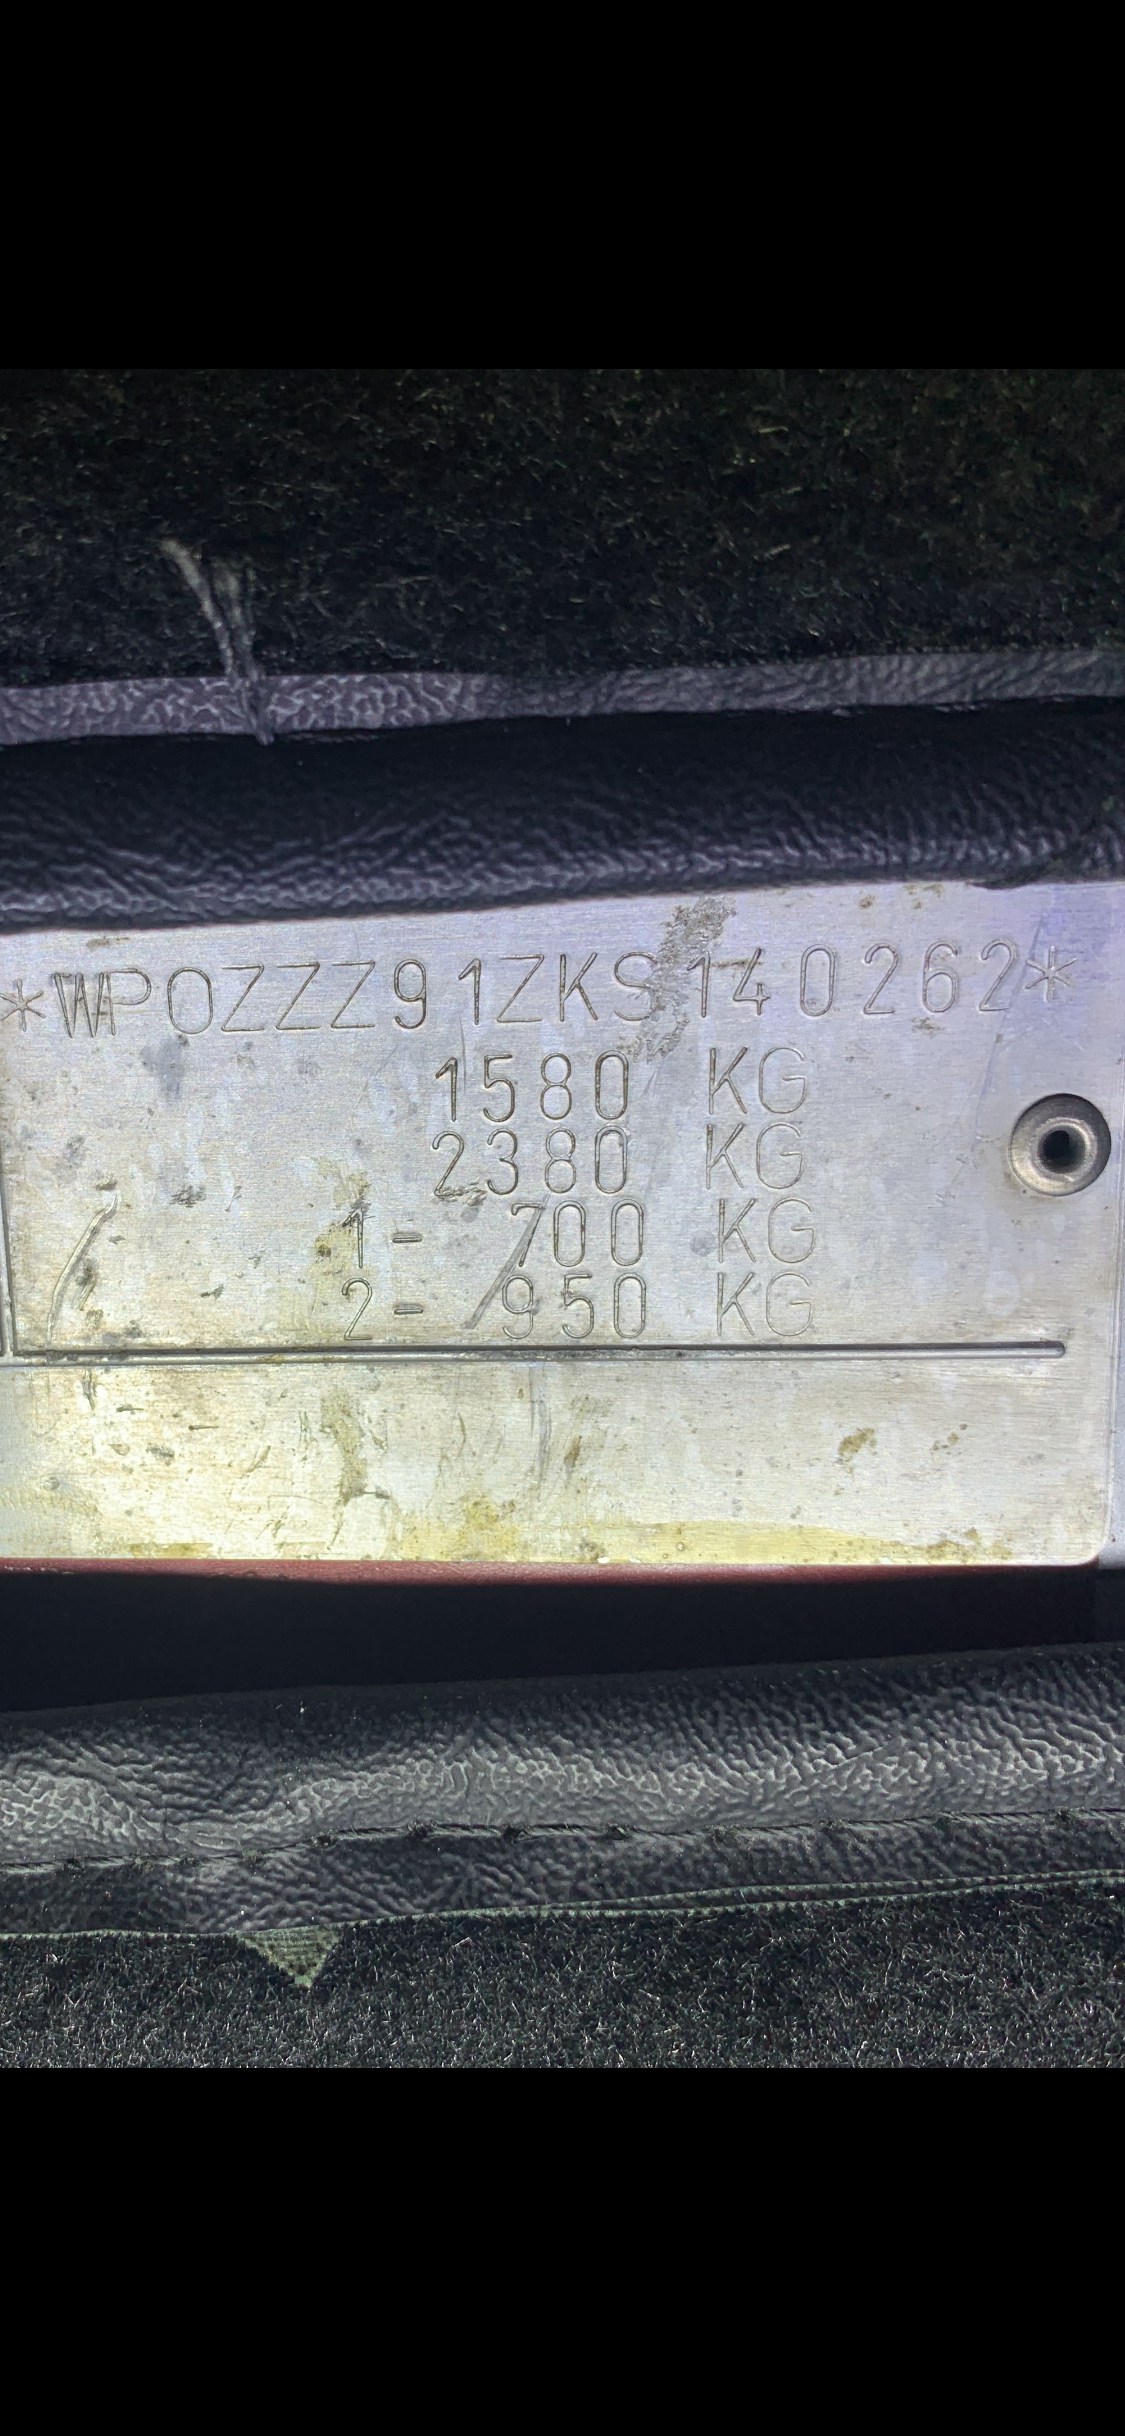 *WP0ZZZ91ZKS140262*
1580 KG
2380 KG
1- 700 KG
2- 950 KG